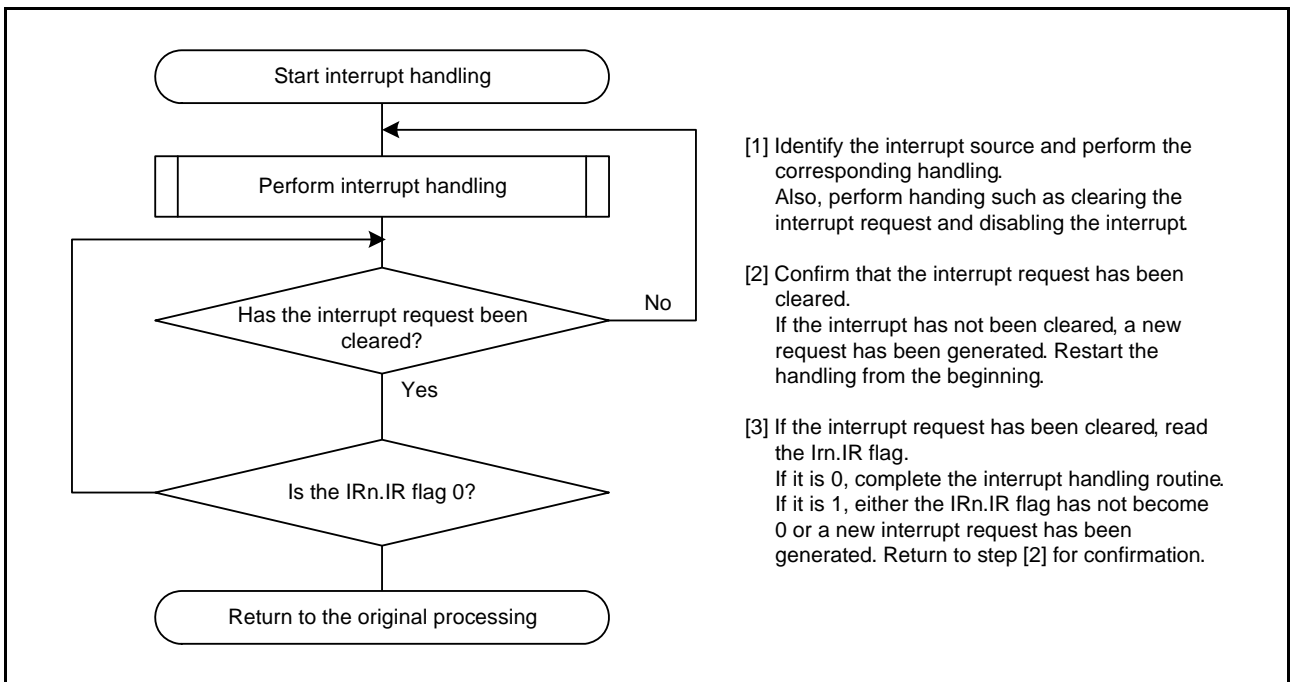 Start interrupt handling
Perform interrupt handling
Has the interrupt request been
cleared?
No
Yes
Is the IRn.IR flag 0?
Return to the original processing
[1] Identify the interrupt source and perform the
corresponding handling.
Also, perform handing such as clearing the
interrupt request and disabling the interrupt.
[2] Confirm that the interrupt request has been
cleared.
If the interrupt has not been cleared, a new
request has been generated. Restart the
handling from the beginning.
[3] If the interrupt request has been cleared, read
the Irn.IR flag.
If it is 0, complete the interrupt handling routine.
If it is 1, either the IRn.IR flag has not become
0 or a new interrupt request has been
generated. Return to step [2] for confirmation.